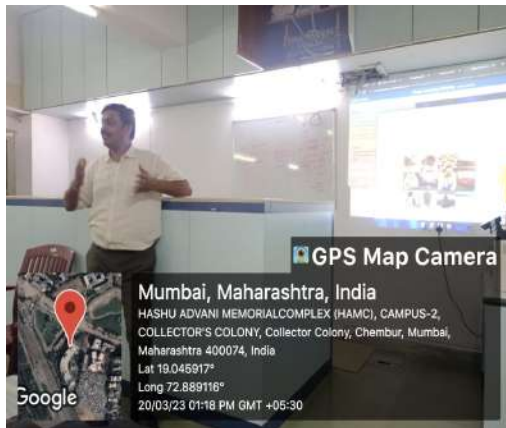 GPS Map Camera
Mumbai, Maharashtra, India
HASHU ADVANI MEMORIALCOMPLEX (HAMC), CAMPUS-2,
COLLECTOR'S COLONY, Collector Colony, Chembur, Mumbai,
Maharashtra 400074, India
Lat 19.045917°
Long 72.889116°
20/03/23 01:18 PM GMT +05:30
Google